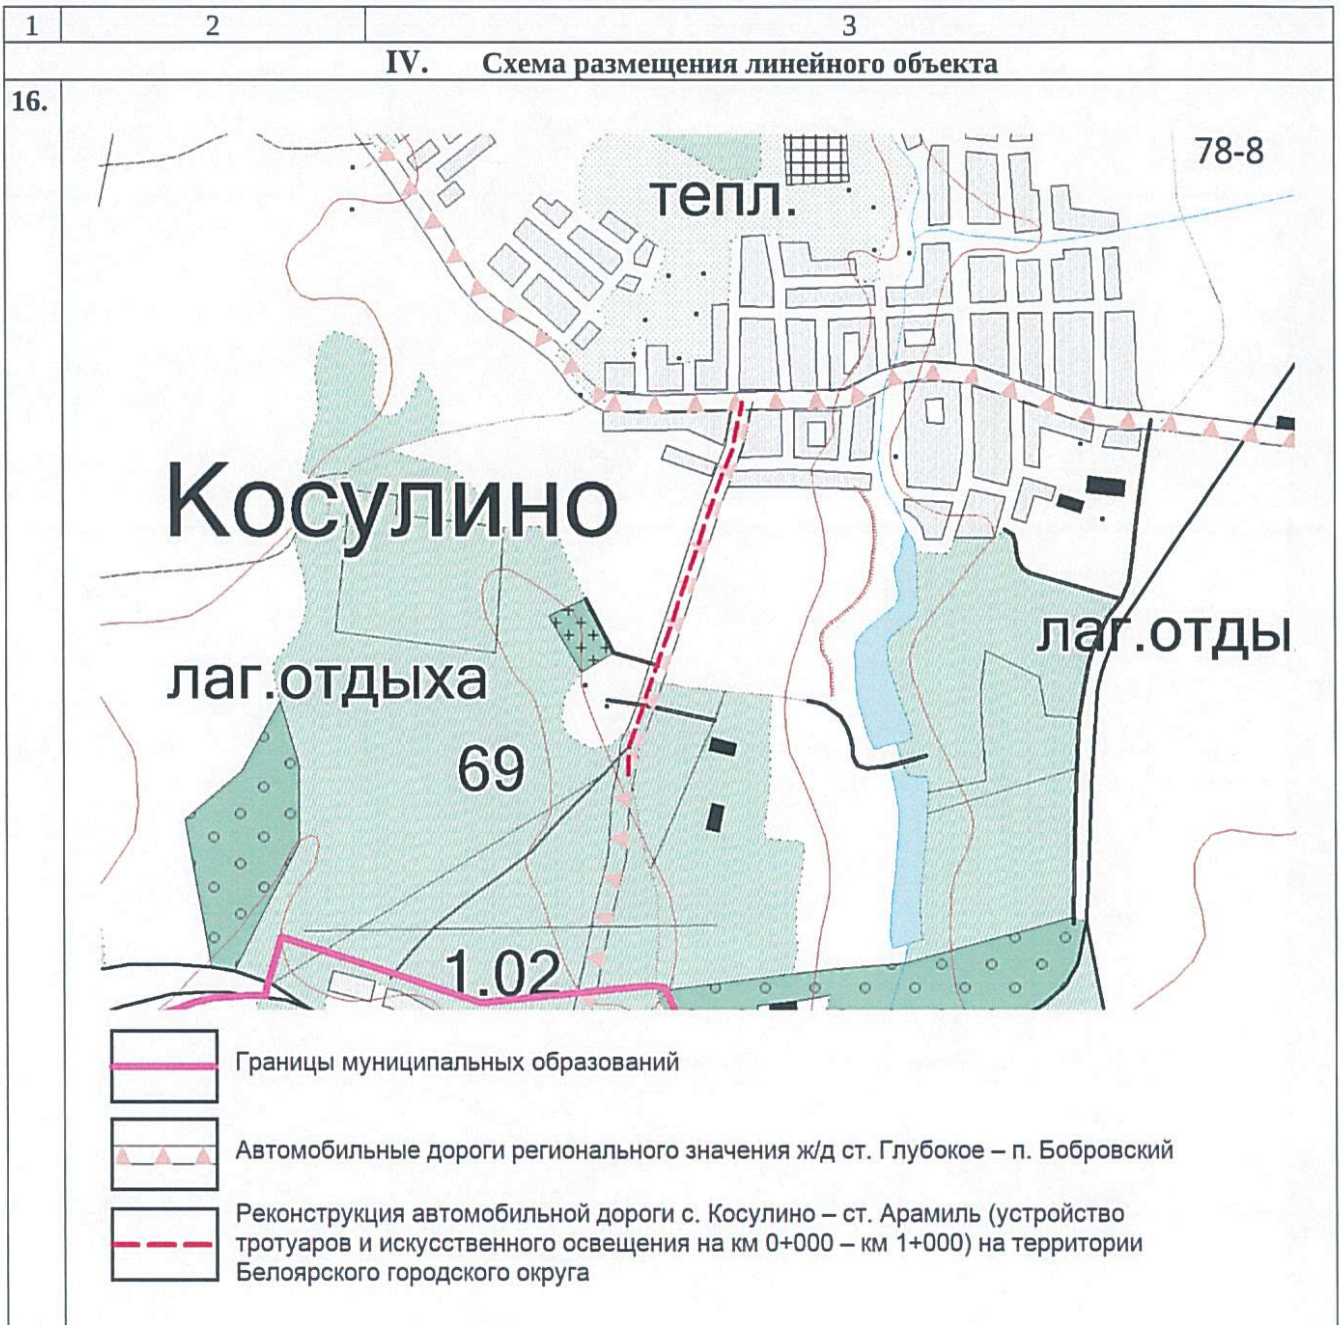 1 2 3
IV. Схема размещения линейного объекта
16.
78-8
тепл.
Косулино
лаг.отды
лаг.отдыха
69
1.02
Границы муниципальных образований
Автомобильные дороги регионального значения ж/д ст. Глубокое – п. Бобровский
Реконструкция автомобильной дороги с. Косулино – ст. Арамиль (устройство
тротуаров и искусственного освещения на км 0+000 – км 1+000) на территории
Белоярского городского округа